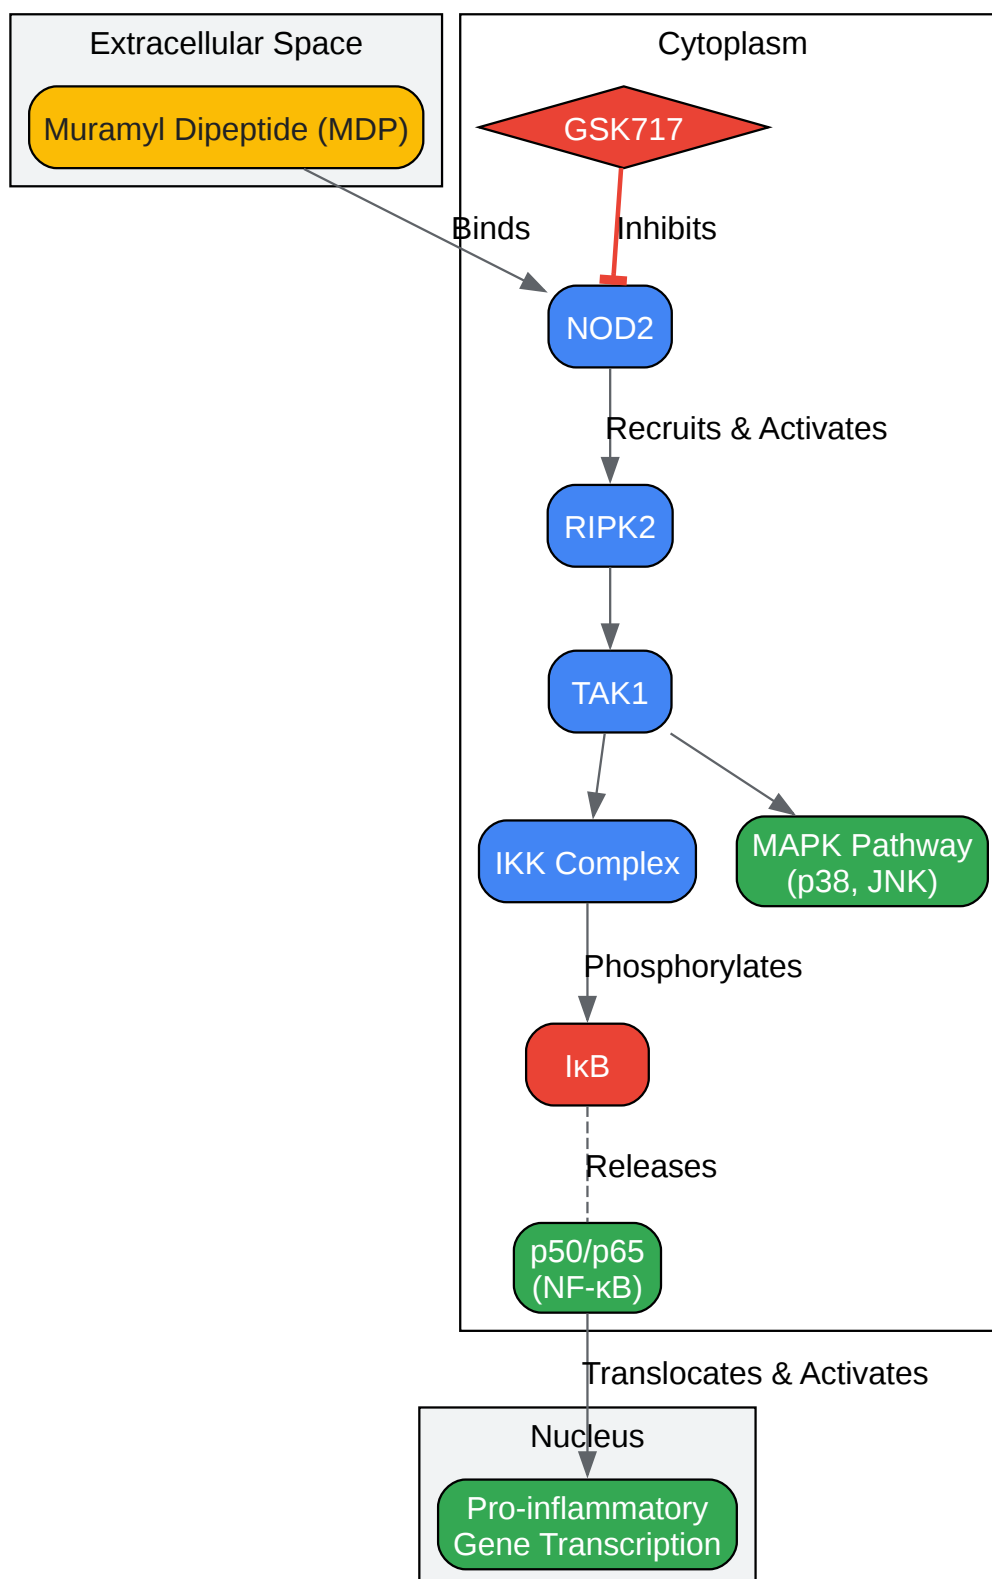 Extracellular Space
Cytoplasm
Muramyl Dipeptide (MDP)
GSK717
Binds
Inhibits
NOD2
Recruits & Activates
RIPK2
TAK1
IKK Complex
MAPK Pathway
(p38, JNK)
Phosphorylates
IκB
Releases
p50/p65
(NF-κB)
Translocates & Activates
Nucleus
Pro-inflammatory
Gene Transcription